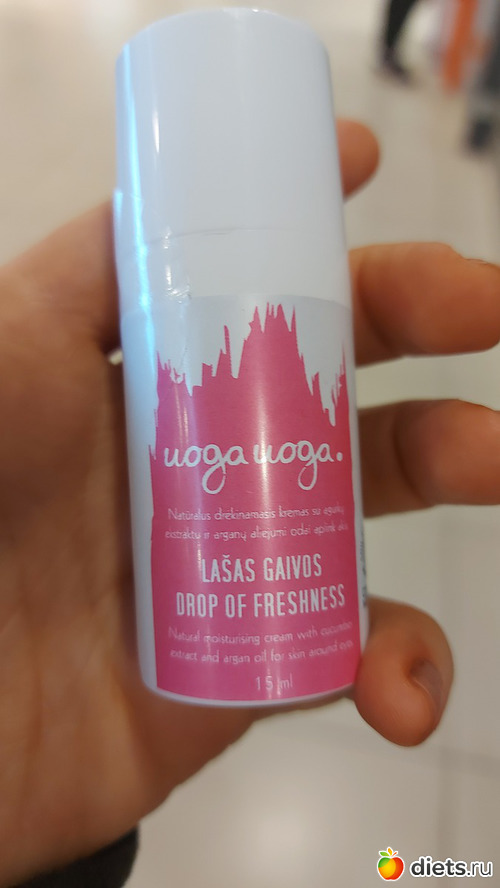 uoga uoga.
Natūralus drėkinamasis kremas su agurkų
ekstraktu ir arganų aliejumi odai aplink akis
LAŠAS GAIVOS
DROP OF FRESHNESS
Natural moisturising cream with cucumber
extract and argan oil for skin around eyes
15 ml
diets.ru